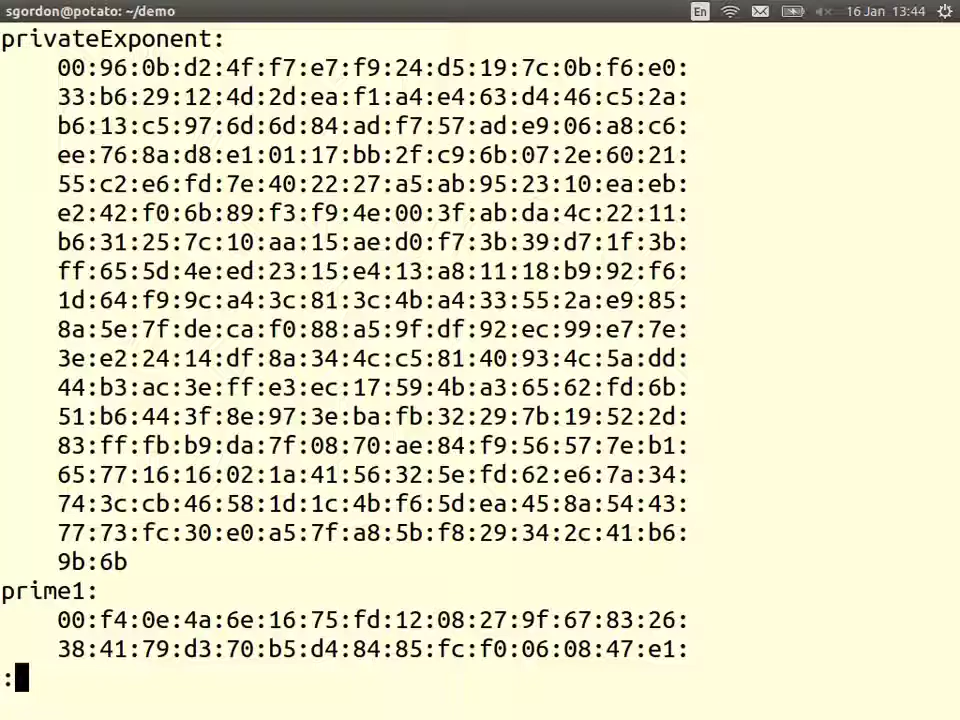 sgordon@potato: ~/demo En 16 Jan 13:44
privateExponent:
00:96:0b:d2:4f:f7:e7:f9:24:d5:19:7c:0b:f6:e0:
33:b6:29:12:4d:2d:ea:f1:a4:e4:63:d4:46:c5:2a:
b6:13:c5:97:6d:6d:84:ad:f7:57:ad:e9:06:a8:c6:
ee:76:8a:d8:e1:01:17:bb:2f:c9:6b:07:2e:60:21:
55:c2:e6:fd:7e:40:22:27:a5:ab:95:23:10:ea:eb:
e2:42:f0:6b:89:f3:f9:4e:00:3f:ab:da:4c:22:11:
b6:31:25:7c:10:aa:15:ae:d0:f7:3b:39:d7:1f:3b:
ff:65:5d:4e:ed:23:15:e4:13:a8:11:18:b9:92:f6:
1d:64:f9:9c:a4:3c:81:3c:4b:a4:33:55:2a:e9:85:
8a:5e:7f:de:ca:f0:88:a5:9f:df:92:ec:99:e7:7e:
3e:e2:24:14:df:8a:34:4c:c5:81:40:93:4c:5a:dd:
44:b3:ac:3e:ff:e3:ec:17:59:4b:a3:65:62:fd:6b:
51:b6:44:3f:8e:97:3e:ba:fb:32:29:7b:19:52:2d:
83:ff:fb:b9:da:7f:08:70:ae:84:f9:56:57:7e:b1:
65:77:16:16:02:1a:41:56:32:5e:fd:62:e6:7a:34:
74:3c:cb:46:58:1d:1c:4b:f6:5d:ea:45:8a:54:43:
77:73:fc:30:e0:a5:7f:a8:5b:f8:29:34:2c:41:b6:
9b:6b
prime1:
00:f4:0e:4a:6e:16:75:fd:12:08:27:9f:67:83:26:
38:41:79:d3:70:b5:d4:84:85:fc:f0:06:08:47:e1:
: